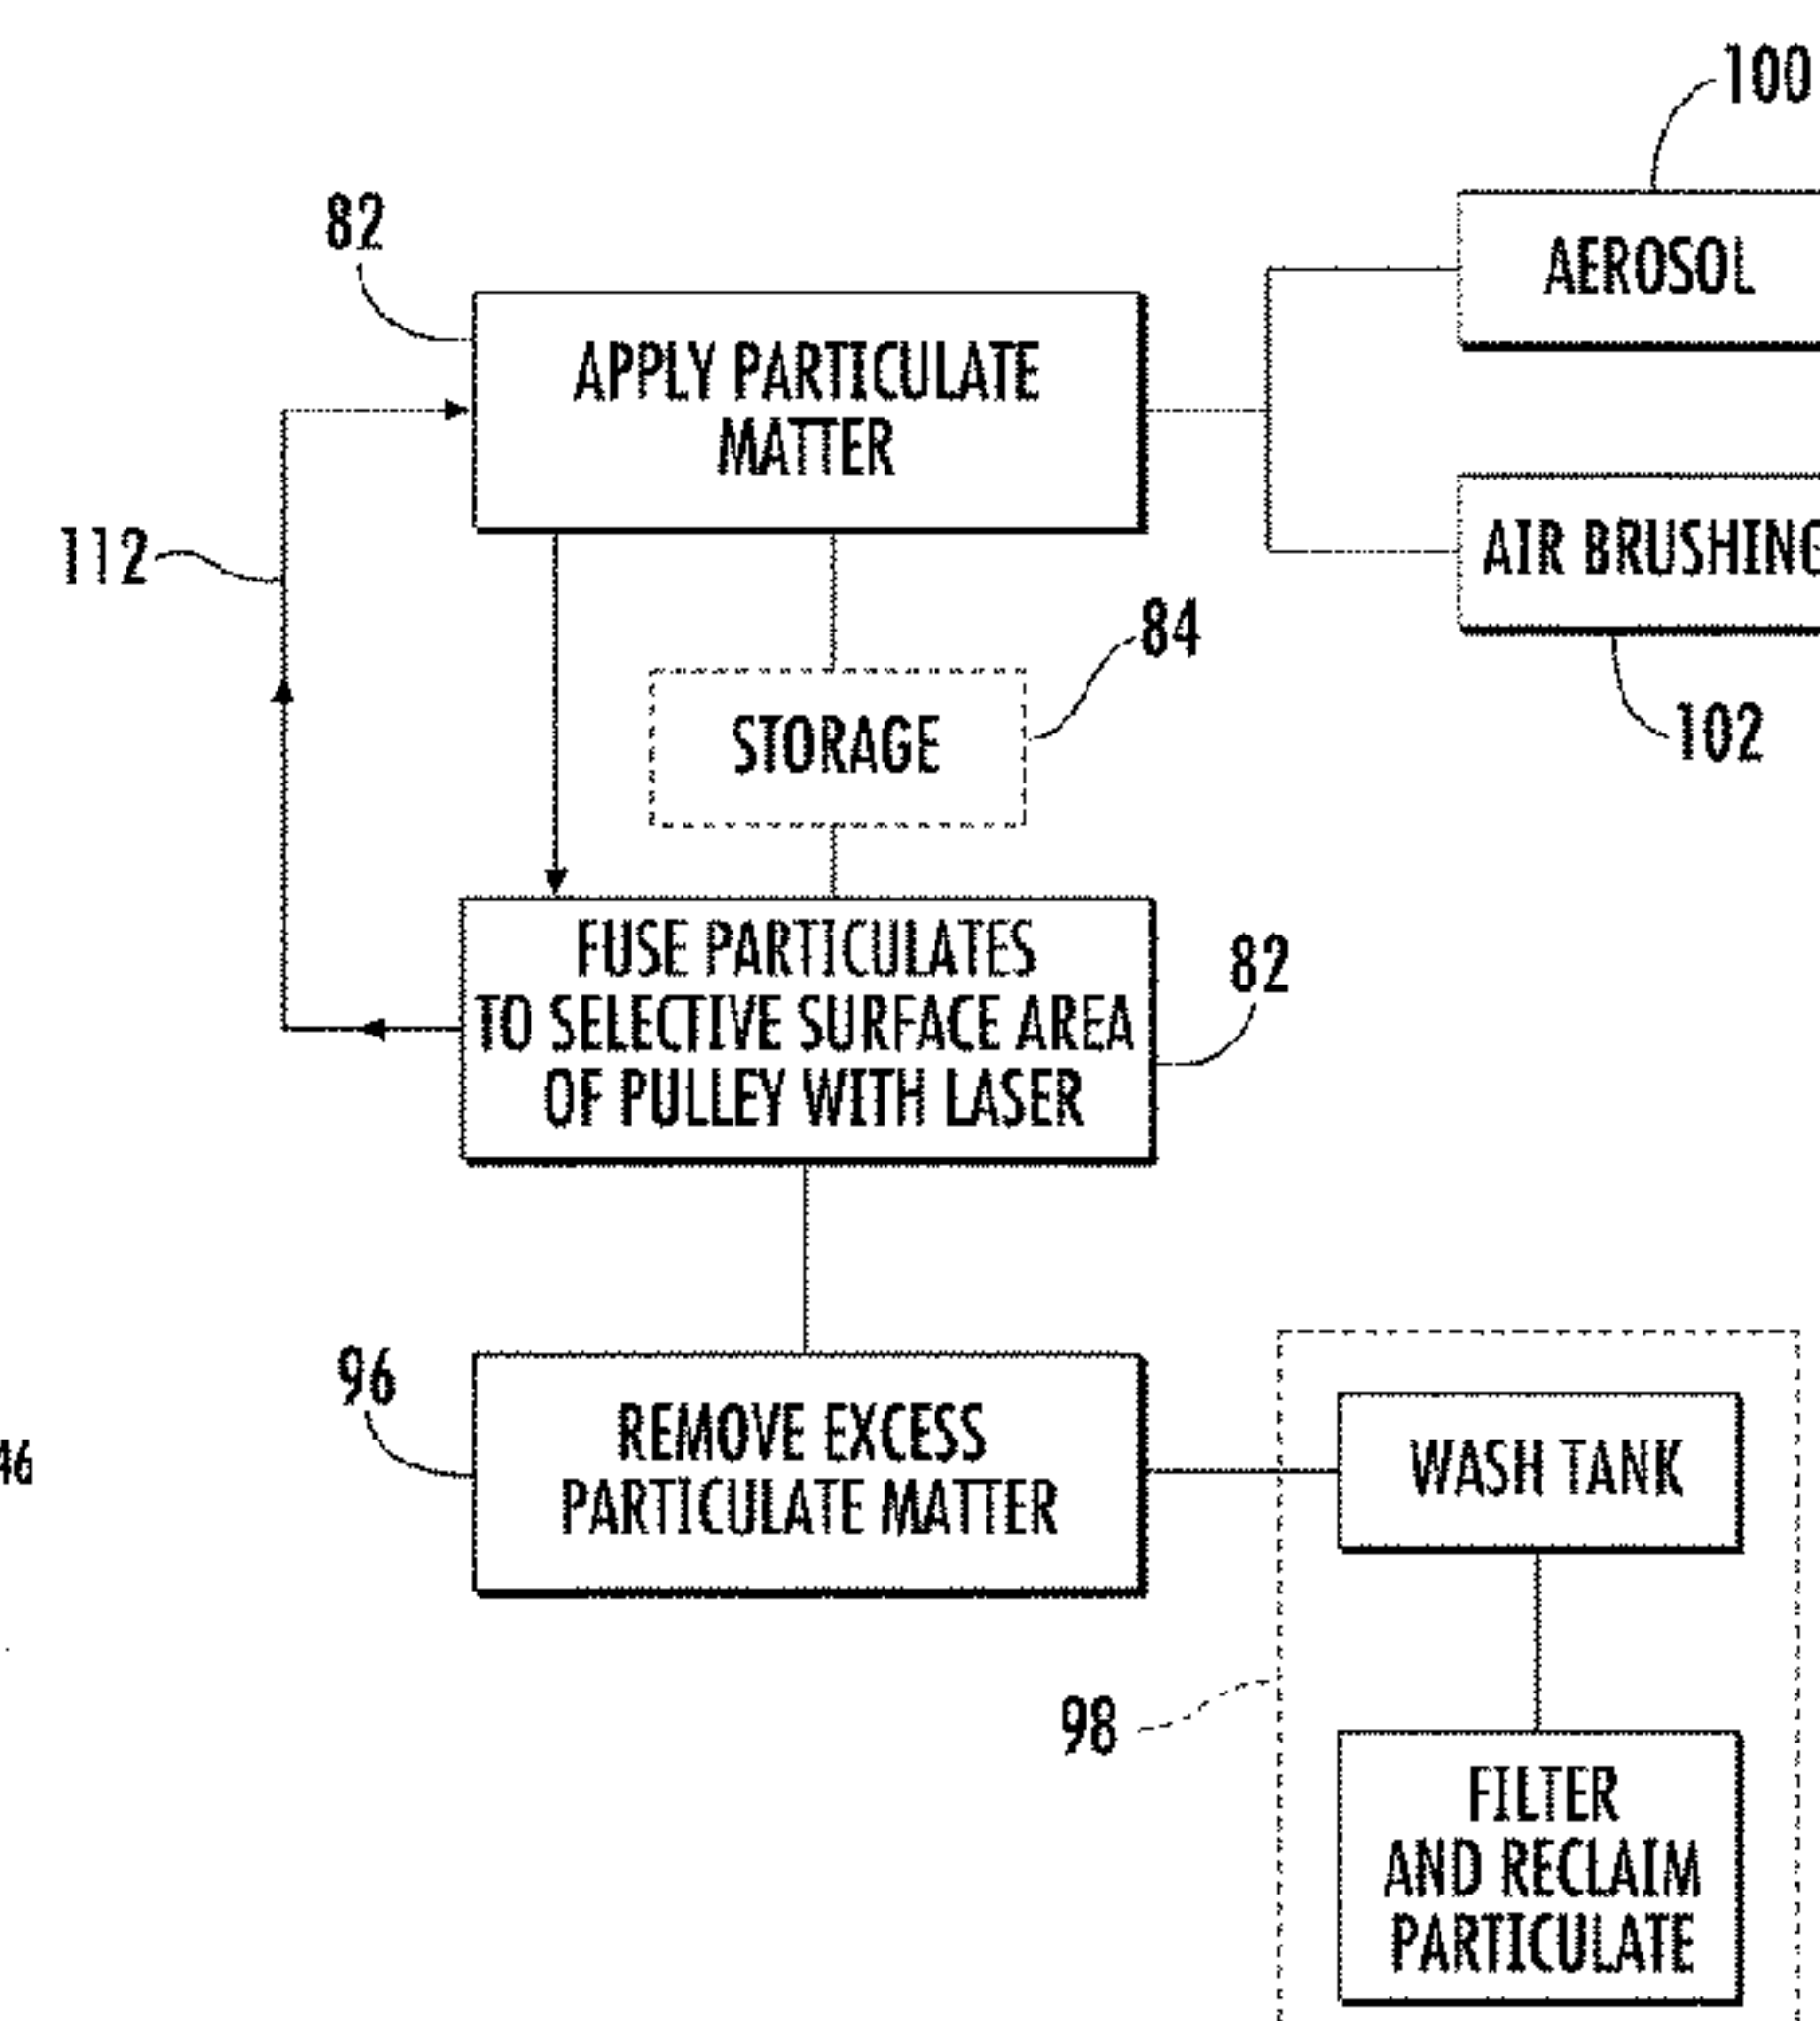 100
82
AEROSOL
APPLY PARTICULATE
MATTER
112
AIR BRUSHING
84
STORAGE
102
FUSE PARTICULATES
TO SELECTIVE SURFACE AREA
OF PULLEY WITH LASER
82
96
REMOVE EXCESS
PARTICULATE MATTER
46
WASH TANK
98
FILTER
AND RECLAIM
PARTICULATE